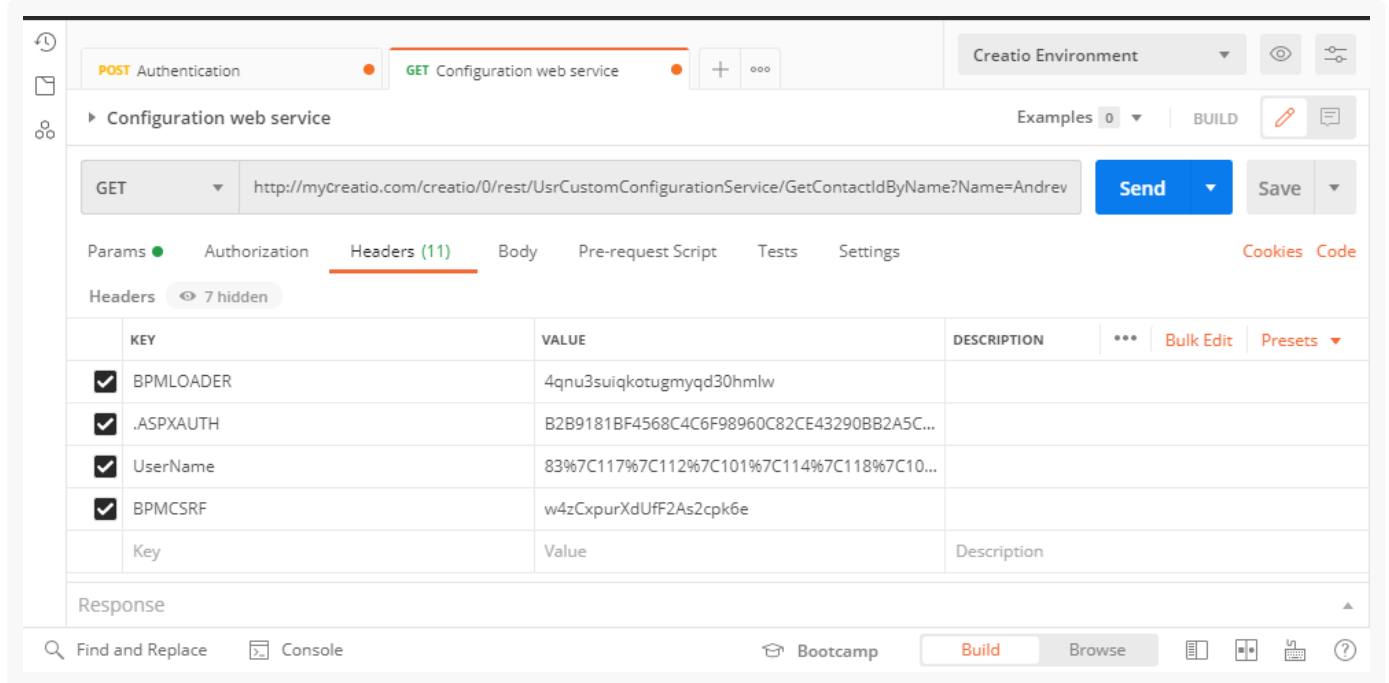 POST Authentication
GET Configuration web service
Creatio Environment
Configuration web service
Examples 0
BUILD
GET
http://mycreatio.com/creatio/0/rest/UsrCustomConfigurationService/GetContactIdByName?Name=Andrew
Send
Save
Params
Authorization
Headers (11)
Body
Pre-request Script
Tests
Settings
Cookies
Code
Headers
7 hidden
KEY VALUE DESCRIPTION
Bulk Edit
Presets
BPMLOADER 4qnu3suiqkotugmyqd30hmlw
.ASPXAUTH B2B9181BF4568C4C6F98960C82CE43290BB2A5C...
UserName 83%7C117%7C112%7C101%7C114%7C118%7C10...
BPMCSRF w4zCxpurXdUfF2As2cpk6e
Key Value Description
Response
Find and Replace
Console
Bootcamp
Build
Browse